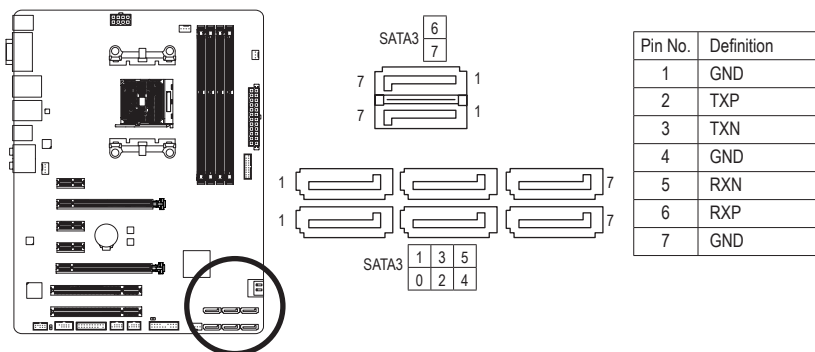 SATA3
6
7
7 1
7 1
1 7
1 7
SATA3
1 3 5
0 2 4
Pin No. Definition
1 GND
2 TXP
3 TXN
4 GND
5 RXN
6 RXP
7 GND